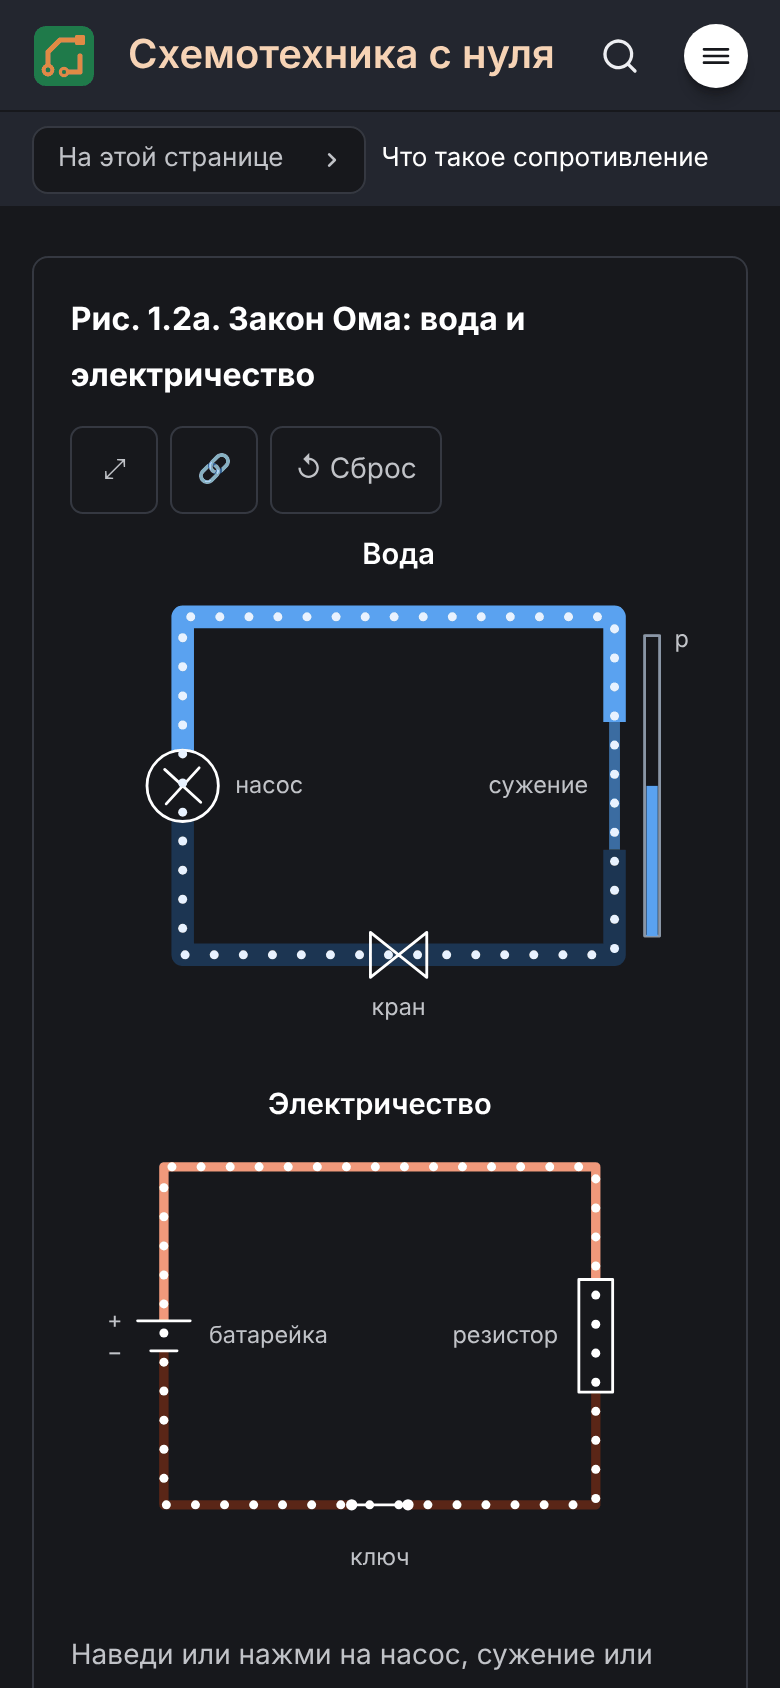 Схемотехника с нуля
На этой странице
Что такое сопротивление
Рис. 1.2а. Закон Ома: вода и
электричество
Сброс
Вода
p
насос
сужение
кран
Электричество
+
−
батарейка
резистор
ключ
Наведи или нажми на насос, сужение или